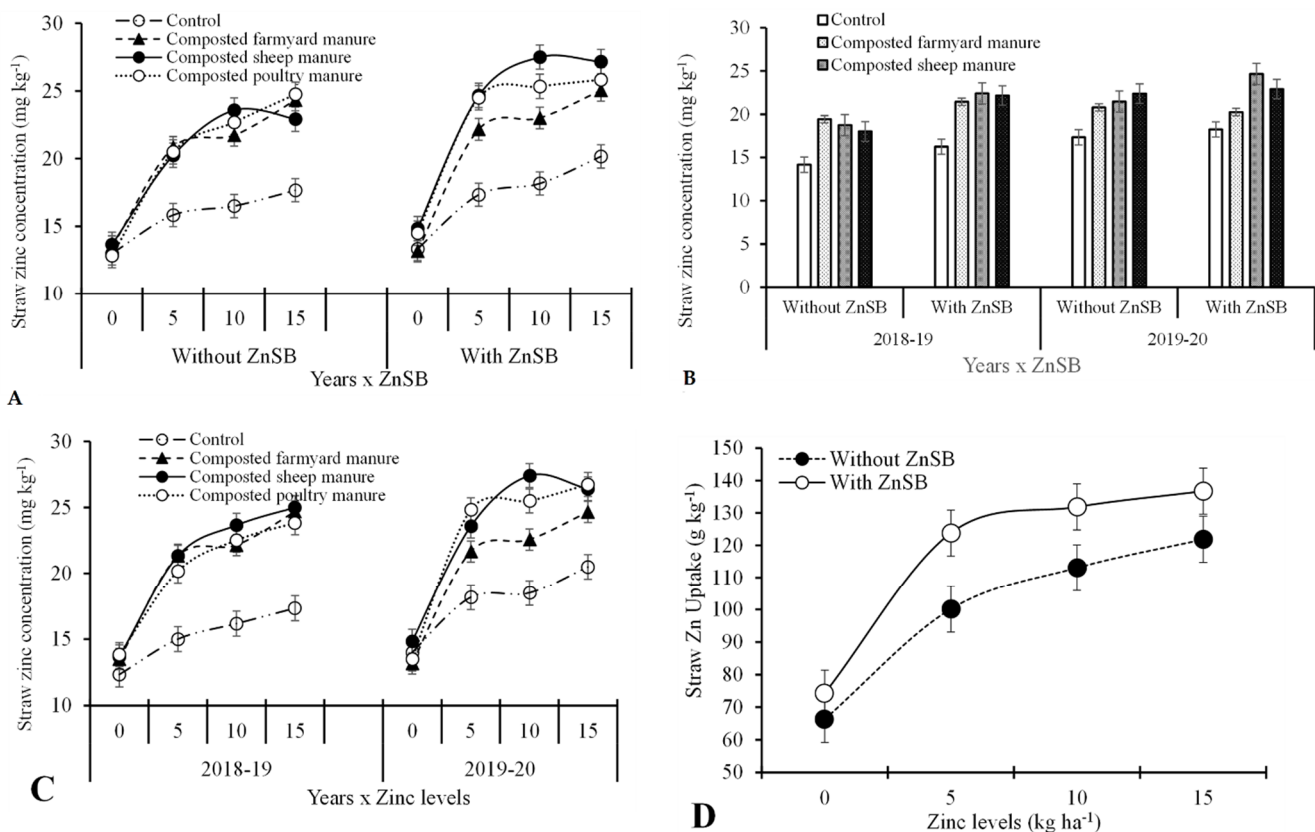 30
25
20
15
10
Straw zinc concentration (mg kg-1)
Control
Composted farmyard manure
Composted sheep manure
Composted poultry manure
0 5 10 15 0 5 10 15
Without ZnSB With ZnSB
Years x ZnSB
A
30
25
20
15
10
5
0
Straw zinc concentration (mg kg-1)
Control
Composted farmyard manure
Composted sheep manure
Without ZnSB With ZnSB Without ZnSB With ZnSB
2018-19 2019-20
Years x ZnSB
B
30
25
20
15
10
Straw zinc concentration (mg kg-1)
Control
Composted farmyard manure
Composted sheep manure
Composted poultry manure
0 5 10 15 0 5 10 15
2018-19 2019-20
Years x Zinc levels
C
150
140
130
120
110
100
90
80
70
60
50
Straw Zn Uptake (g kg-1)
Without ZnSB
With ZnSB
0 5 10 15
Zinc levels (kg ha-1)
D